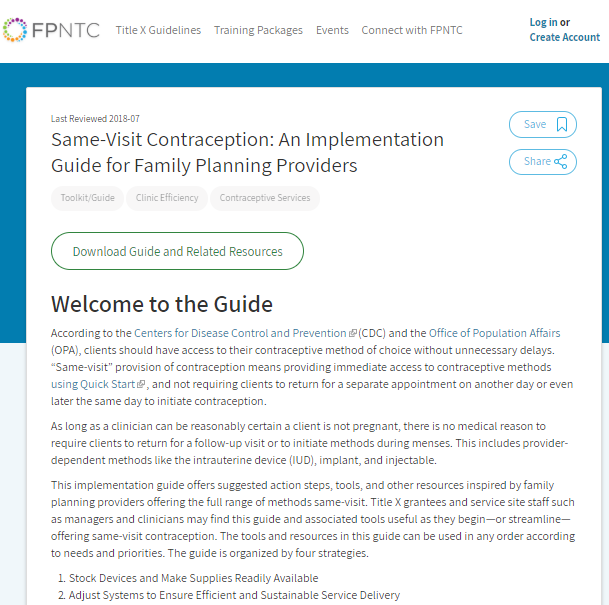 FPNTC Title X Guidelines Training Packages Events Connect with FPNTC
Log in or
Create Account
Last Reviewed 2018-07
Same-Visit Contraception: An Implementation
Guide for Family Planning Providers
Save
Share
Toolkit/Guide Clinic Efficiency Contraceptive Services
Download Guide and Related Resources
Welcome to the Guide
According to the Centers for Disease Control and Prevention (CDC) and the Office of Population Affairs
(OPA), clients should have access to their contraceptive method of choice without unnecessary delays.
“Same-visit” provision of contraception means providing immediate access to contraceptive methods
using Quick Start, and not requiring clients to return for a separate appointment on another day or even
later the same day to initiate contraception.
As long as a clinician can be reasonably certain a client is not pregnant, there is no medical reason to
require clients to return for a follow-up visit or to initiate methods during menses. This includes provider-
dependent methods like the intrauterine device (IUD), implant, and injectable.
This implementation guide offers suggested action steps, tools, and other resources inspired by family
planning providers offering the full range of methods same-visit. Title X grantees and service site staff such
as managers and clinicians may find this guide and associated tools useful as they begin—or streamline—
offering same-visit contraception. The tools and resources in this guide can be used in any order according
to needs and priorities. The guide is organized by four strategies.
1. Stock Devices and Make Supplies Readily Available
2. Adjust Systems to Ensure Efficient and Sustainable Service Delivery